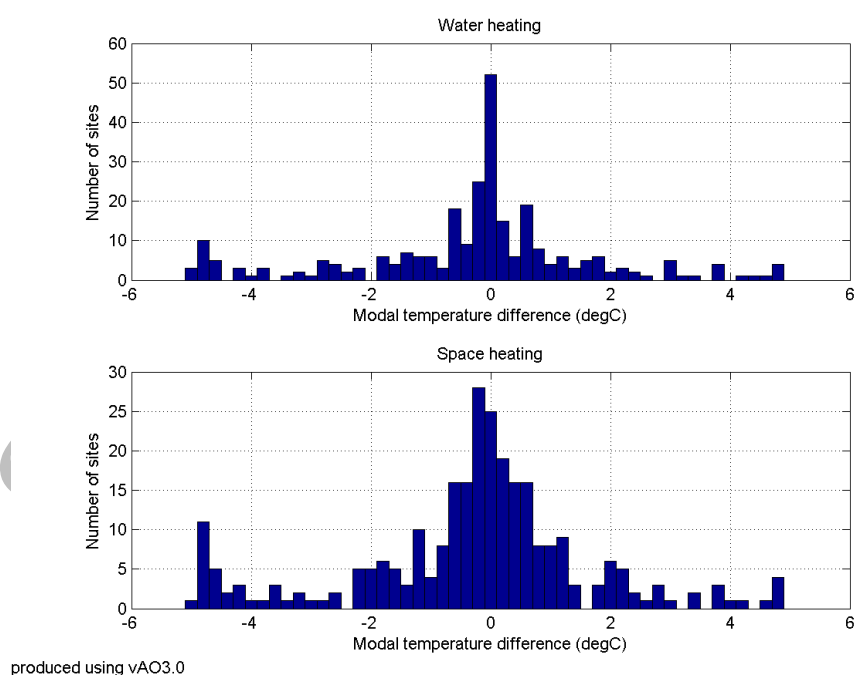 Water heating
60
50
40
30
20
10
0
Number of sites
-6 -4 -2 0 2 4 6
Modal temperature difference (degC)
Space heating
30
25
20
15
10
5
0
Number of sites
-6 -4 -2 0 2 4 6
Modal temperature difference (degC)
produced using vAO3.0